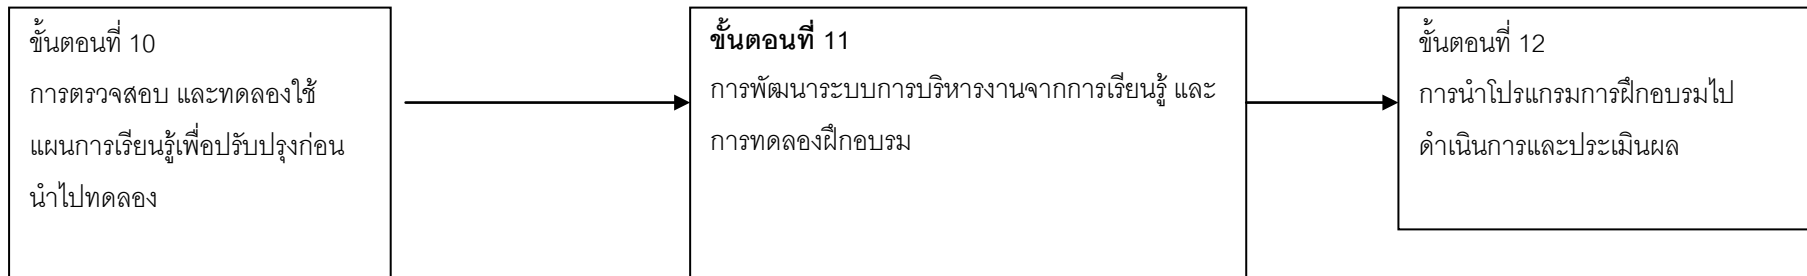 ขั้นตอนที่ 10
การตรวจสอบ และทดลองใช้
แผนการเรียนรู้เพื่อปรับปรุงก่อน
นำไปทดลอง
ขั้นตอนที่ 11
การพัฒนาระบบการบริหารงานจากการเรียนรู้ และ
การทดลองฝึกอบรม
ขั้นตอนที่ 12
การนำโปรแกรมการฝึกอบรมไป
ดำเนินการและประเมินผล